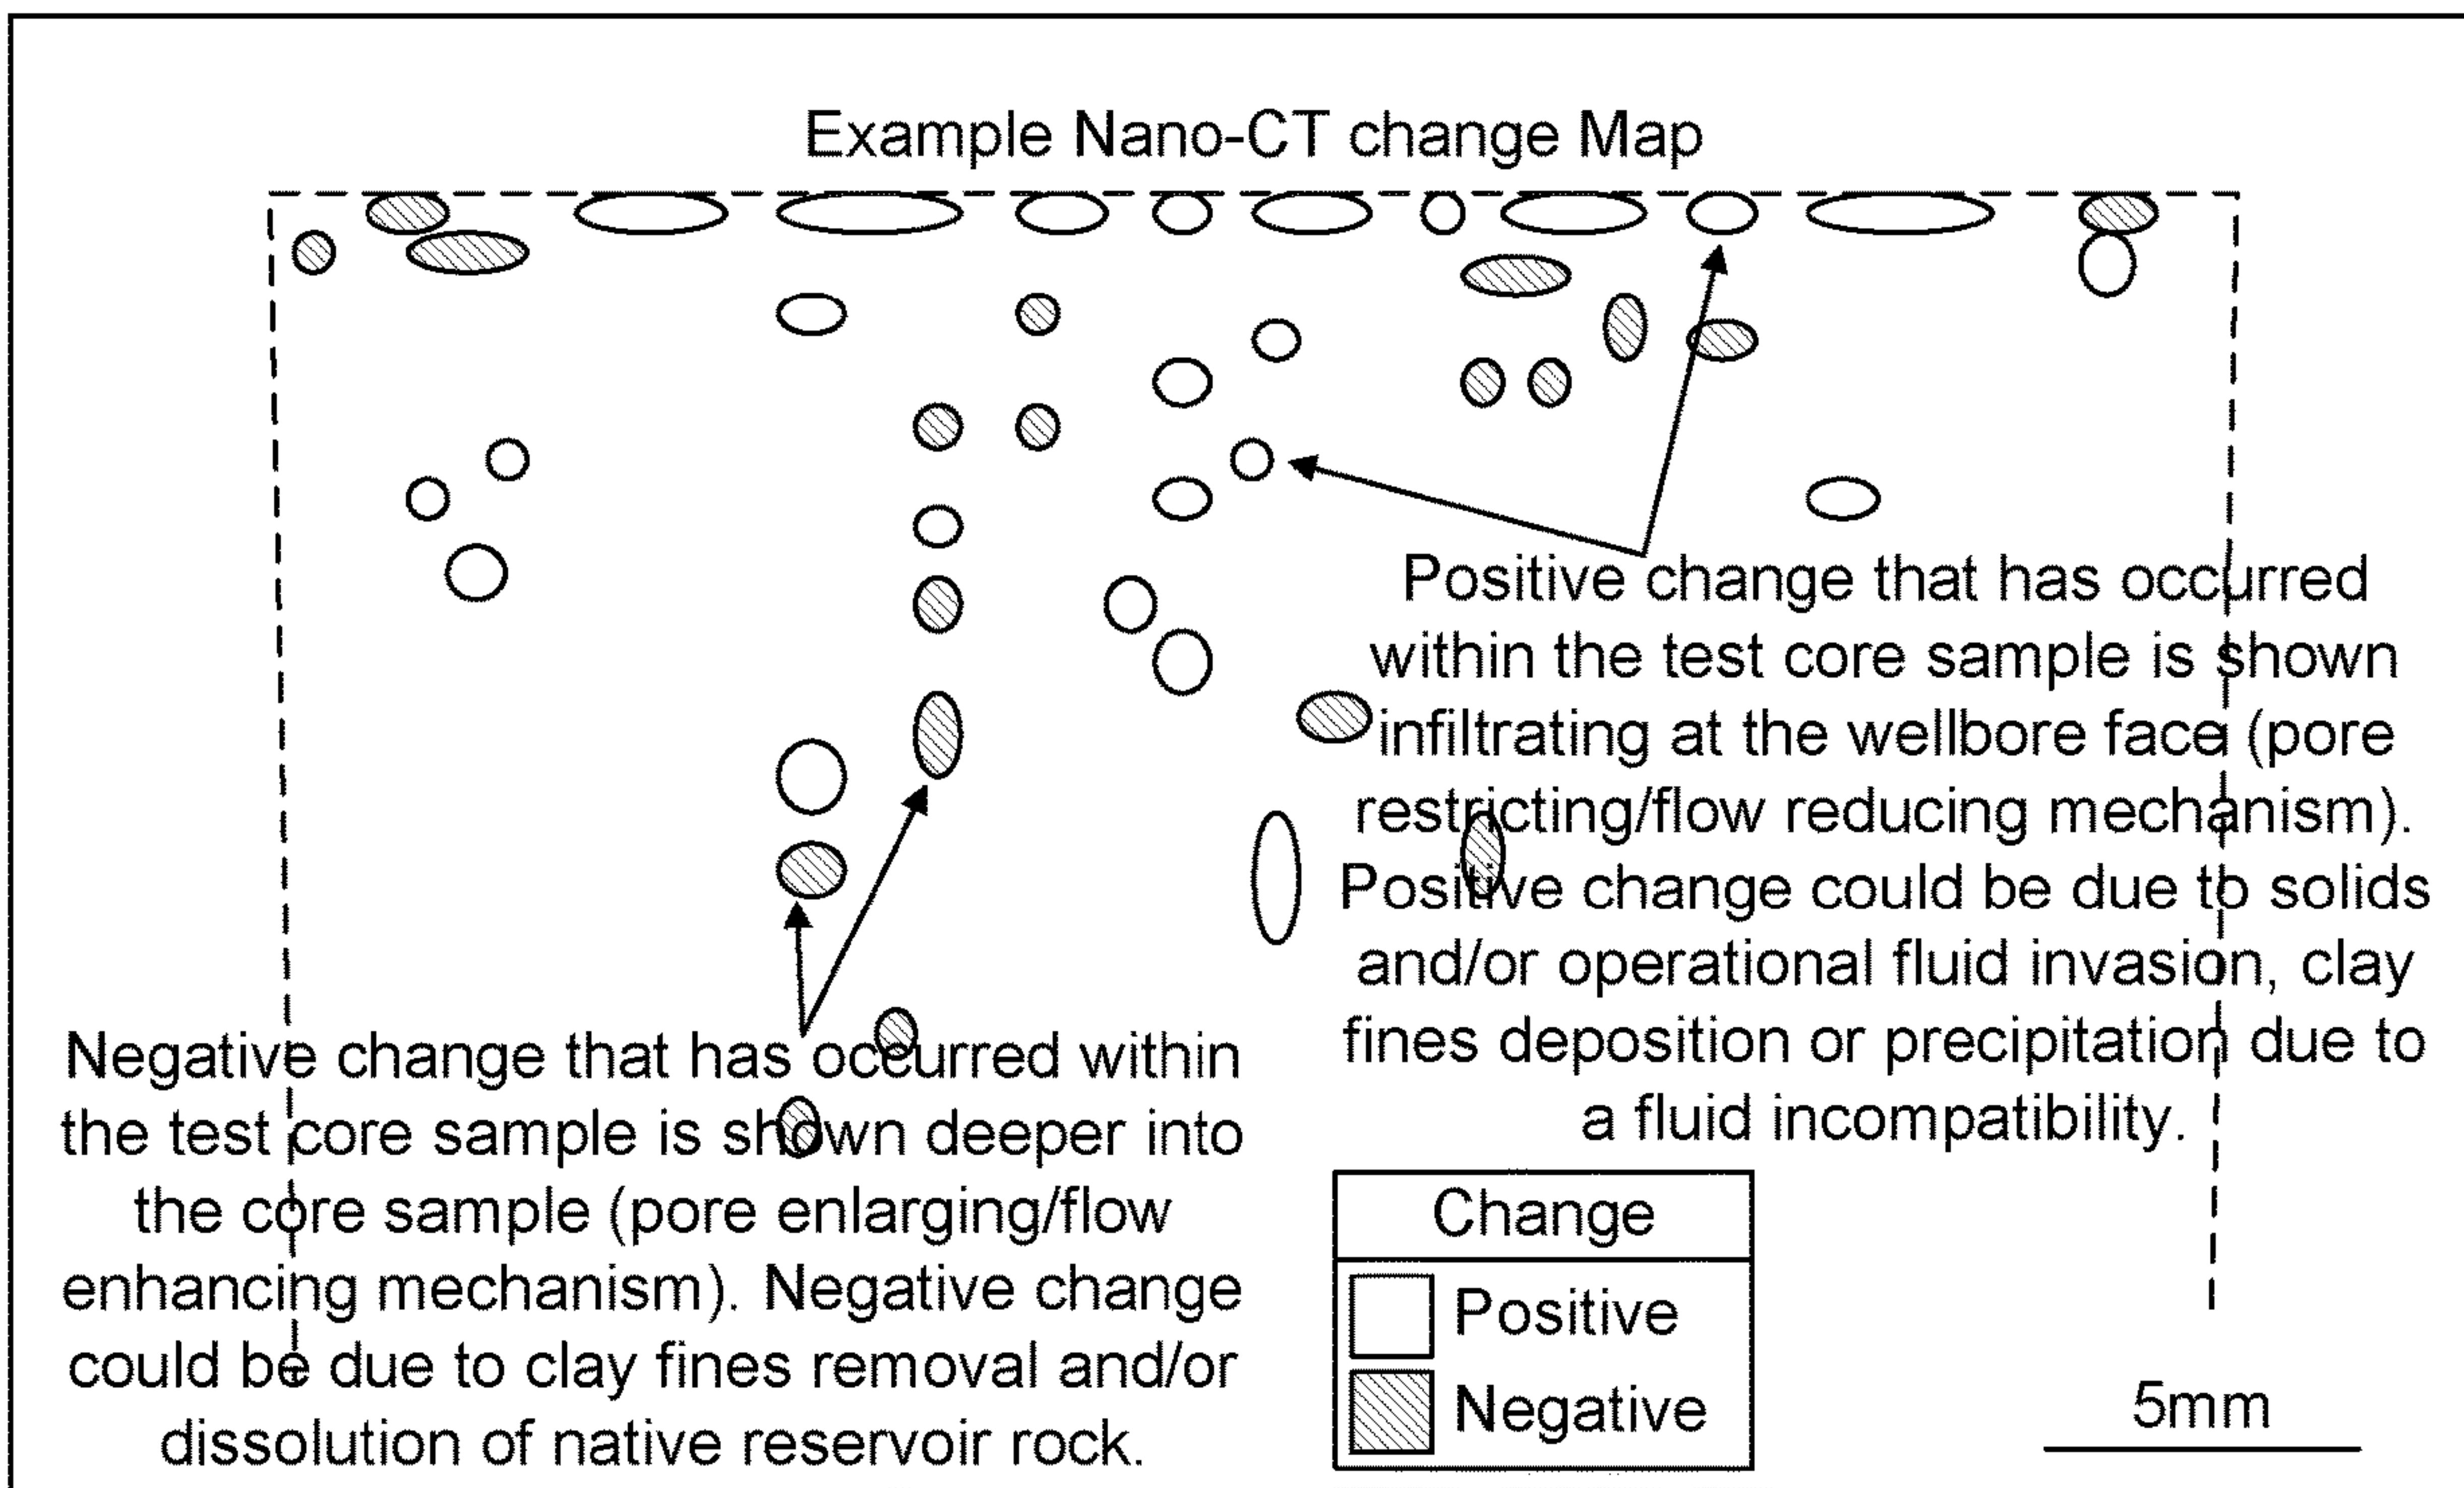 Example Nano-CT change Map
Positive change that has occurred
within the test core sample is shown
infiltrating at the wellbore face (pore
restricting/flow reducing mechanism).
Positive change could be due to solids
and/or operational fluid invasion, clay
fines deposition or precipitation due to
a fluid incompatibility.
Negative change that has occurred within
the test core sample is shown deeper into
the core sample (pore enlarging/flow
enhancing mechanism). Negative change
could be due to clay fines removal and/or
dissolution of native reservoir rock.
Change
Positive
Negative
5mm